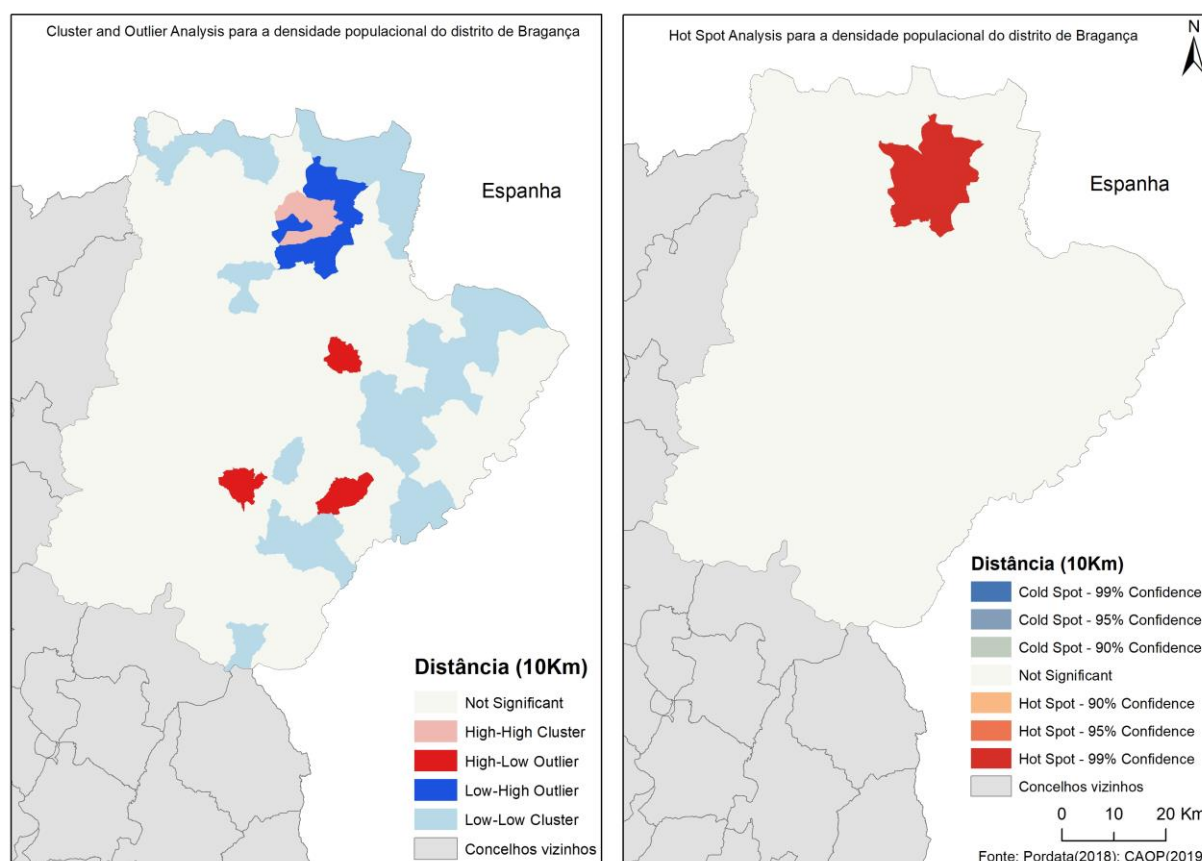 Cluster and Outlier Analysis para a densidade populacional do distrito de Bragança
Espanha
Distância (10Km)
Not Significant
High-High Cluster
High-Low Outlier
Low-High Outlier
Low-Low Cluster
Concelhos vizinhos
Hot Spot Analysis para a densidade populacional do distrito de Bragança
N
Espanha
Distância (10Km)
Cold Spot - 99% Confidence
Cold Spot - 95% Confidence
Cold Spot - 90% Confidence
Not Significant
Hot Spot - 90% Confidence
Hot Spot - 95% Confidence
Hot Spot - 99% Confidence
Concelhos vizinhos
0 10 20 Km
Fonte: Pordata(2018); CAOP(2019